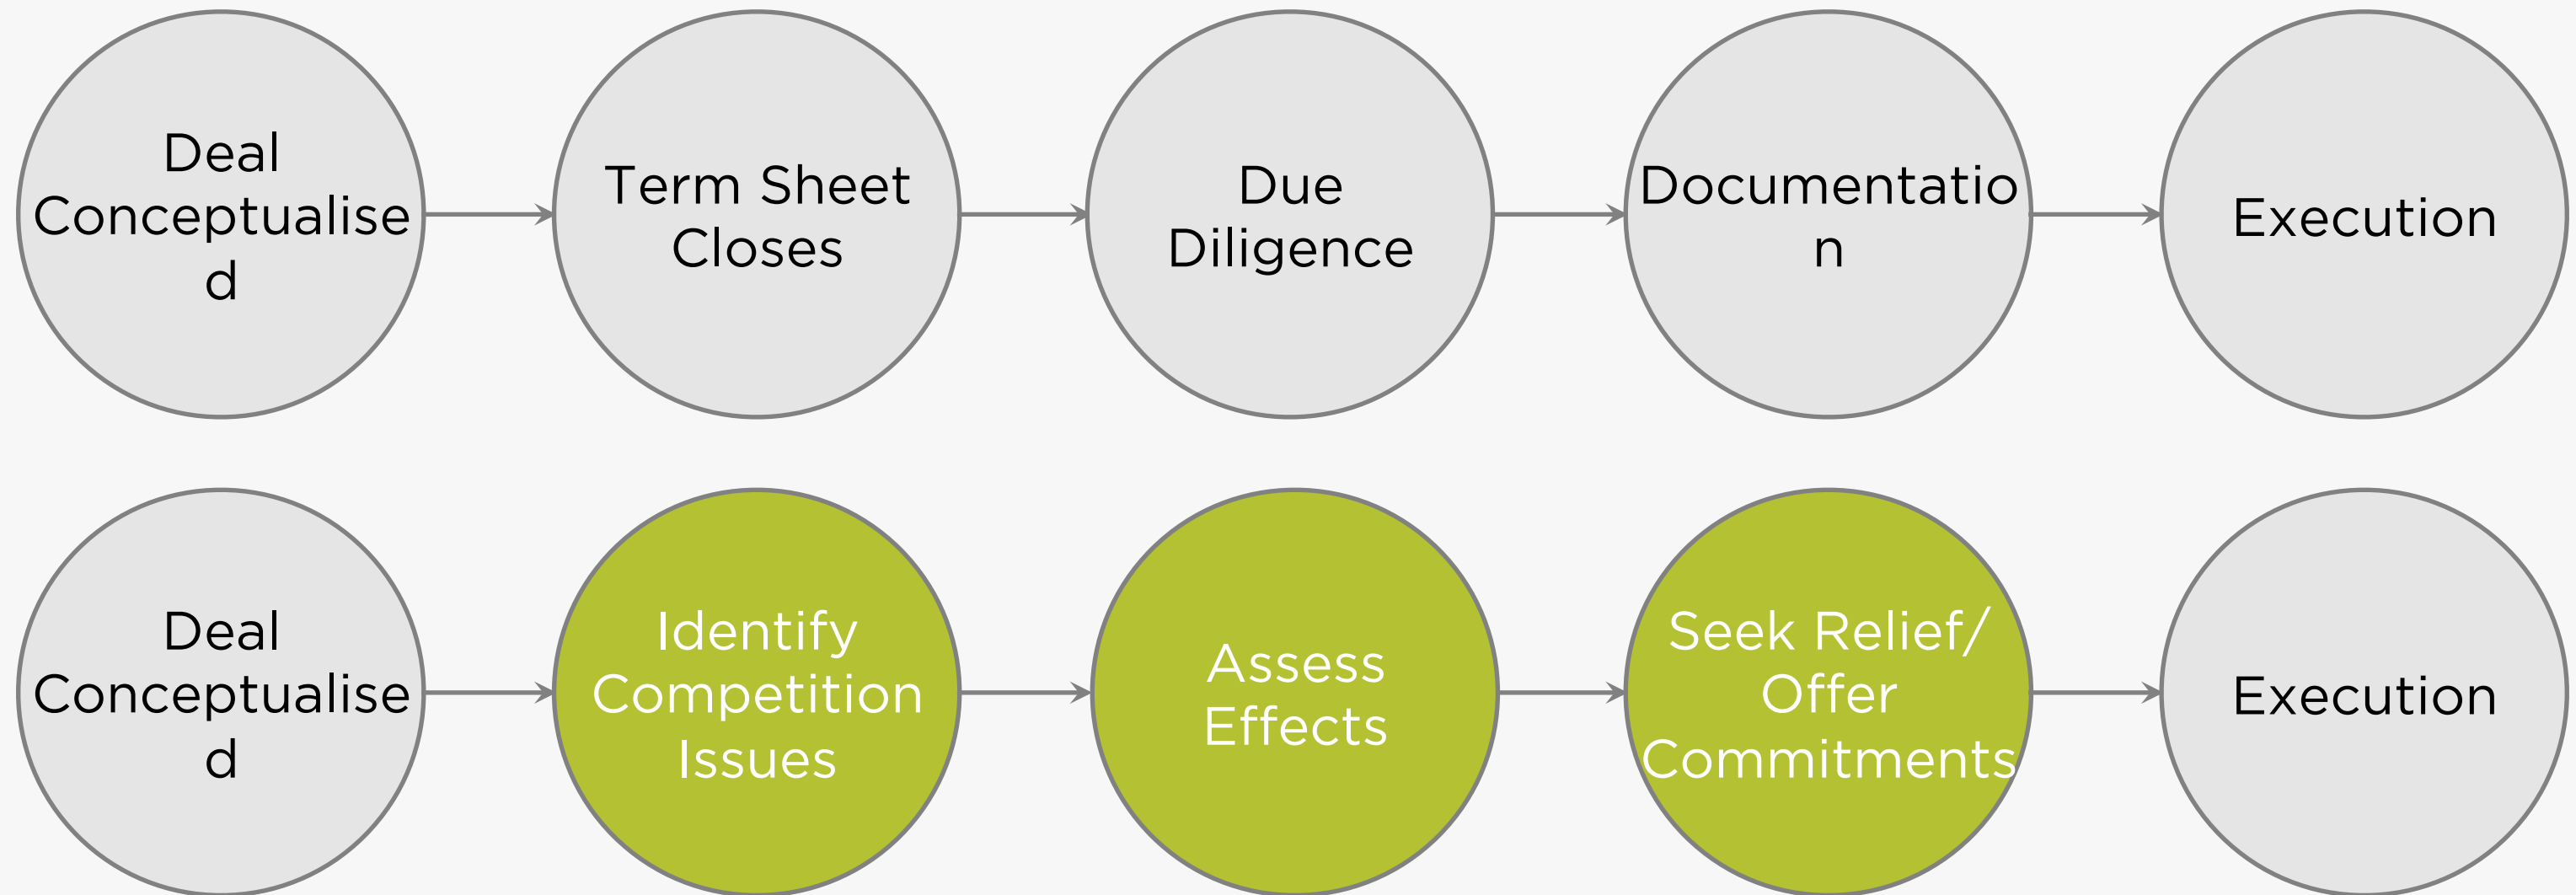 Deal
Conceptualise
d
Term Sheet
Closes
Due
Diligence
Documentatio
n
Execution
Deal
Conceptualise
d
Identify
Competition
Issues
Assess
Effects
Seek Relief/
Offer
Commitments
Execution